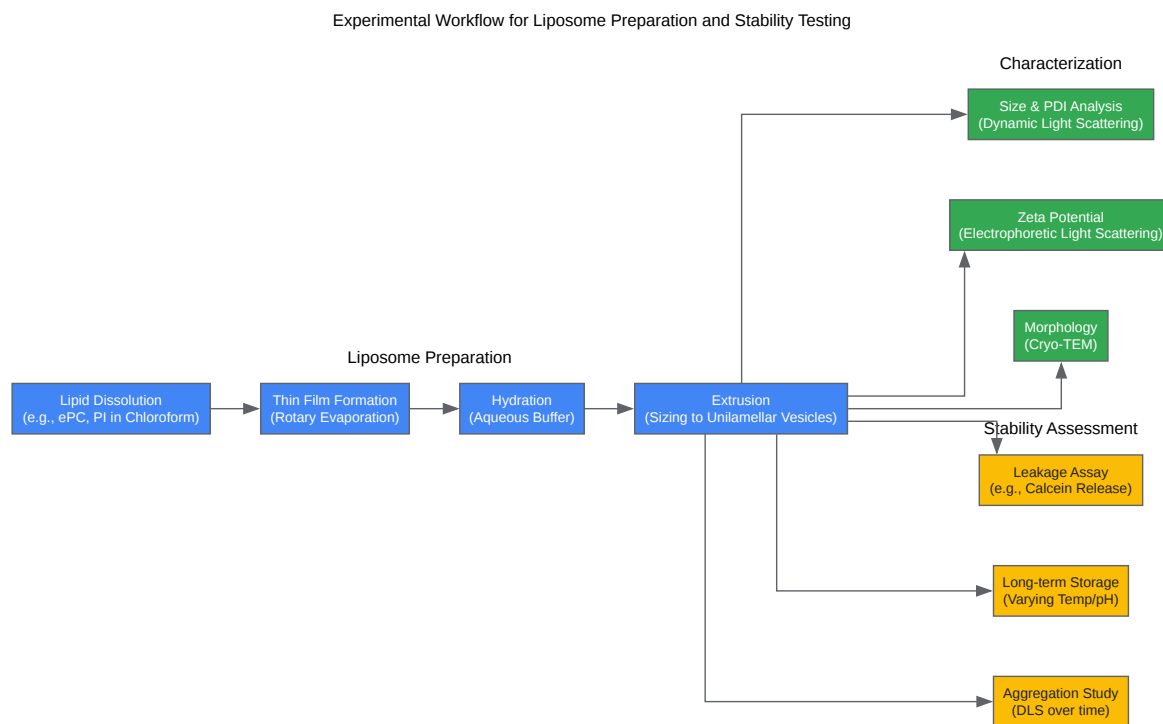 Experimental Workflow for Liposome Preparation and Stability Testing
Characterization
Size & PDI Analysis
(Dynamic Light Scattering)
Zeta Potential
(Electrophoretic Light Scattering)
Morphology
(Cryo-TEM)
Liposome Preparation
Lipid Dissolution
(e.g., ePC, PI in Chloroform)
Thin Film Formation
(Rotary Evaporation)
Hydration
(Aqueous Buffer)
Extrusion
(Sizing to Unilamellar Vesicles)
Stability Assessment
Leakage Assay
(e.g., Calcein Release)
Long-term Storage
(Varying Temp/pH)
Aggregation Study
(DLS over time)